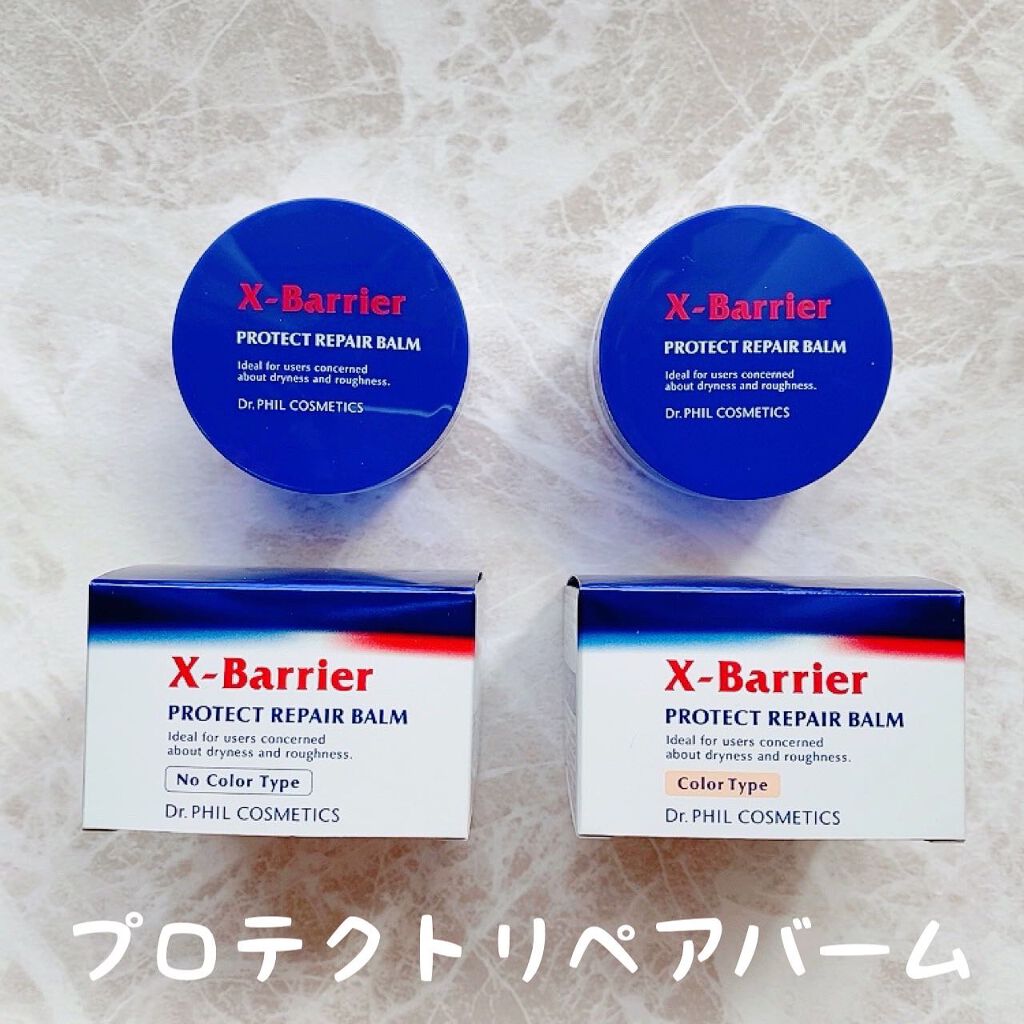 X-Barrier
PROTECT REPAIR BALM
Ideal for users concerned
about dryness and roughness.
Dr.PHIL COSMETICS
X-Barrier
PROTECT REPAIR BALM
Ideal for users concerned
about dryness and roughness.
Dr.PHIL COSMETICS
X-Barrier
PROTECT REPAIR BALM
Ideal for users concerned
about dryness and roughness.
No Color Type
Dr.PHIL COSMETICS
X-Barrier
PROTECT REPAIR BALM
Ideal for users concerned
about dryness and roughness.
Color Type
Dr.PHIL COSMETICS
プロテクトリペアバーム